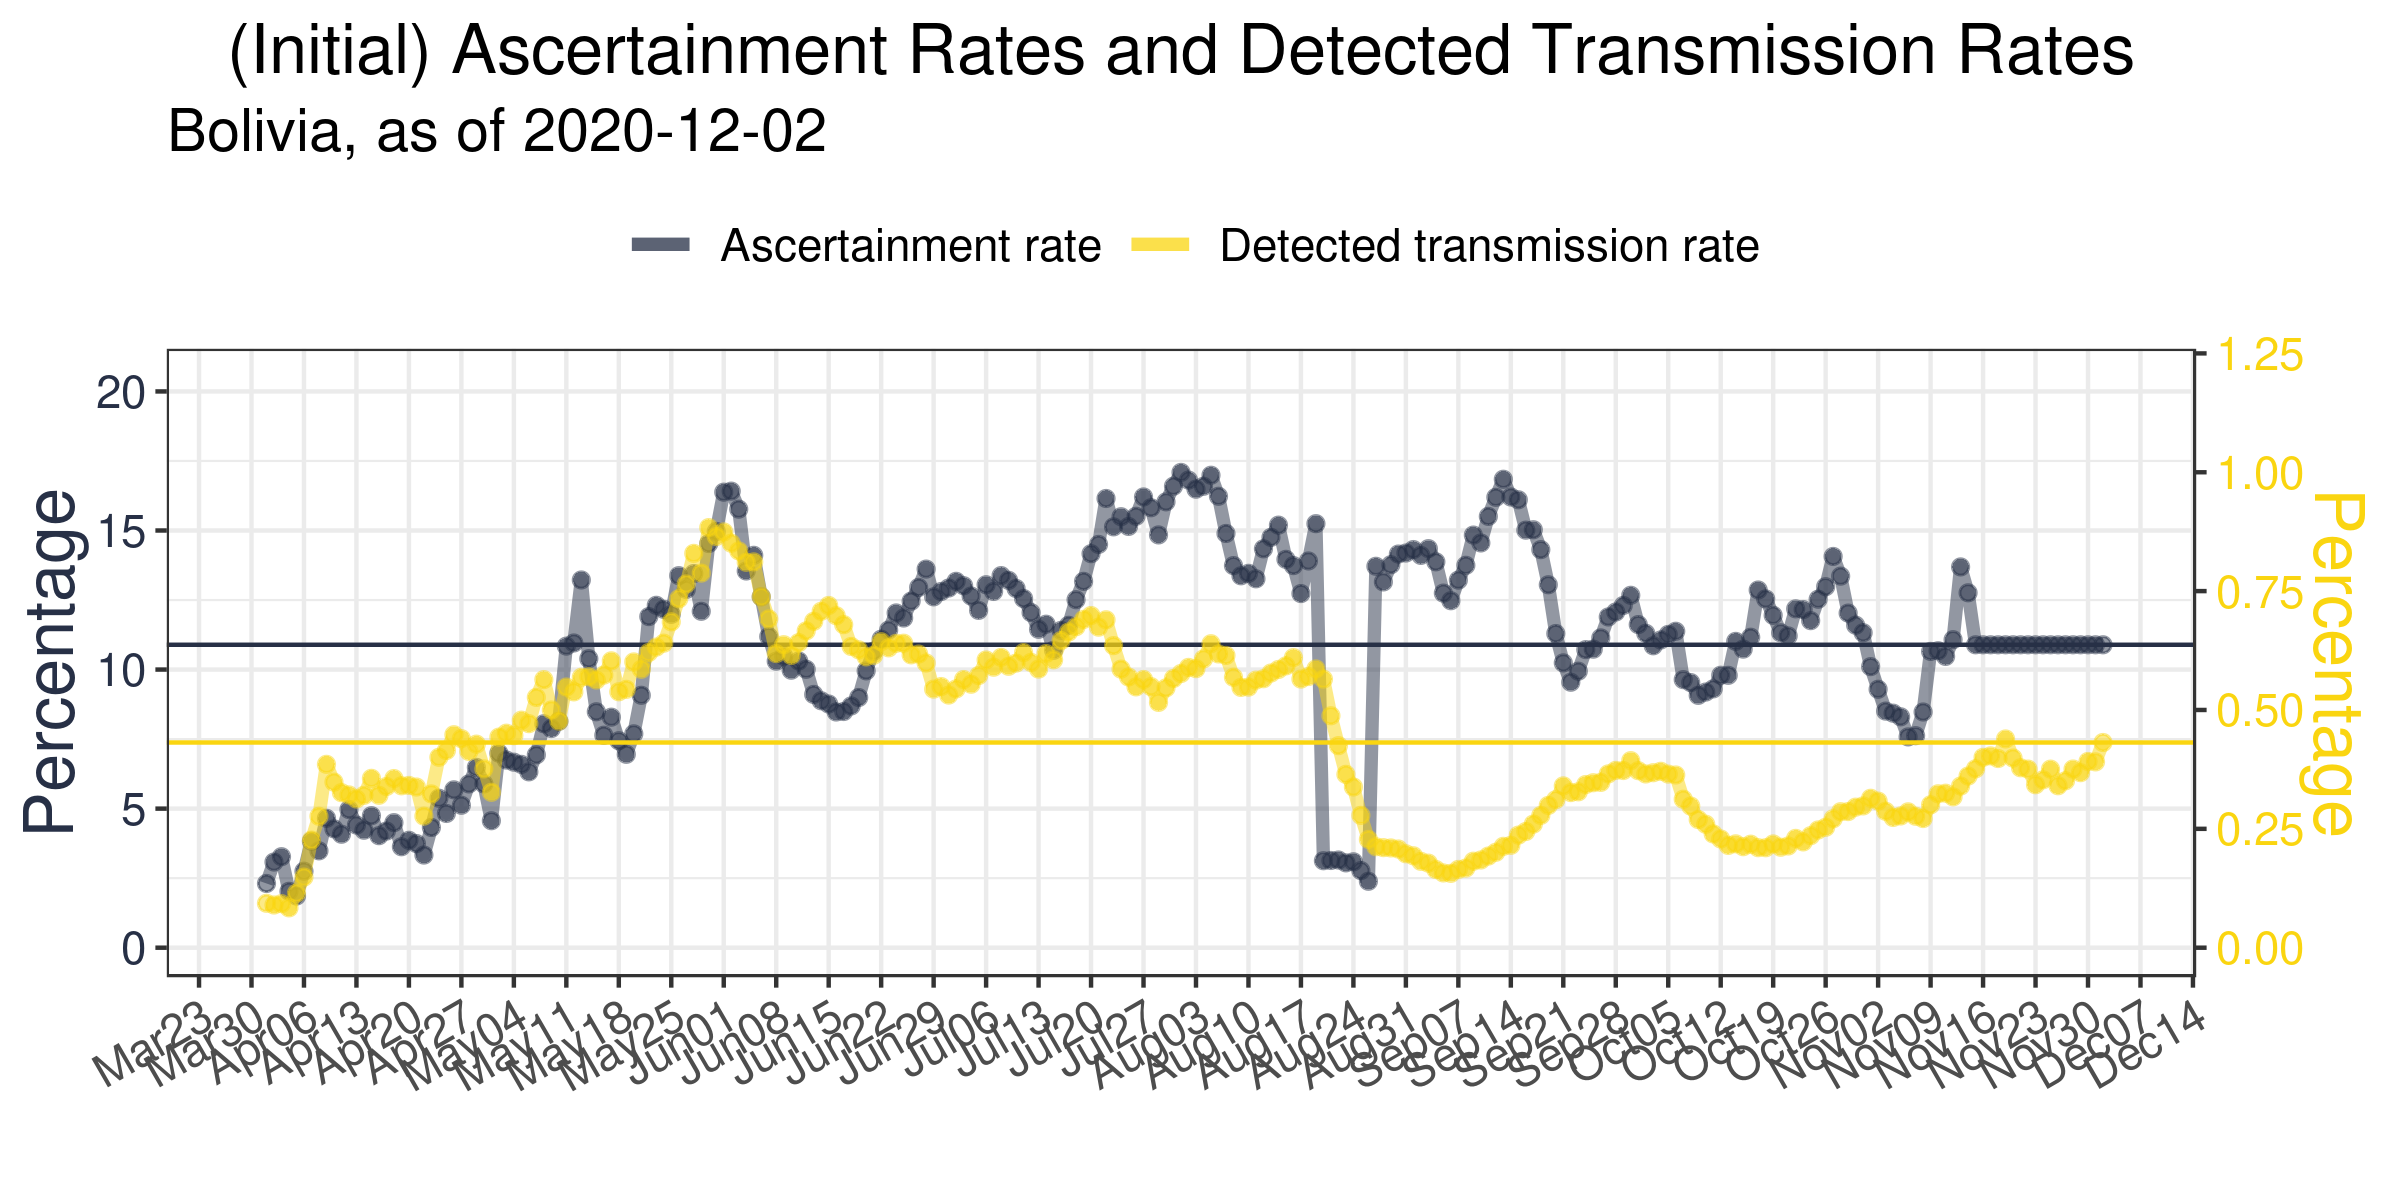 (Initial) Ascertainment Rates and Detected Transmission Rates
Bolivia, as of 2020-12-02
Ascertainment rate Detected transmission rate
Percentage
20
15
10
5
0
1.25
1.00
0.75
0.50
0.25
0.00
Percentage
Mar23
Mar30
Apr06
Apr13
Apr20
Apr27
May04
May11
May18
May25
Jun01
Jun08
Jun15
Jun22
Jun29
Jul06
Jul13
Jul20
Jul27
Aug03
Aug10
Aug17
Aug24
Aug31
Sep07
Sep14
Sep21
Sep28
Oct05
Oct12
Oct19
Oct26
Nov02
Nov09
Nov16
Nov23
Nov30
Dec07
Dec14